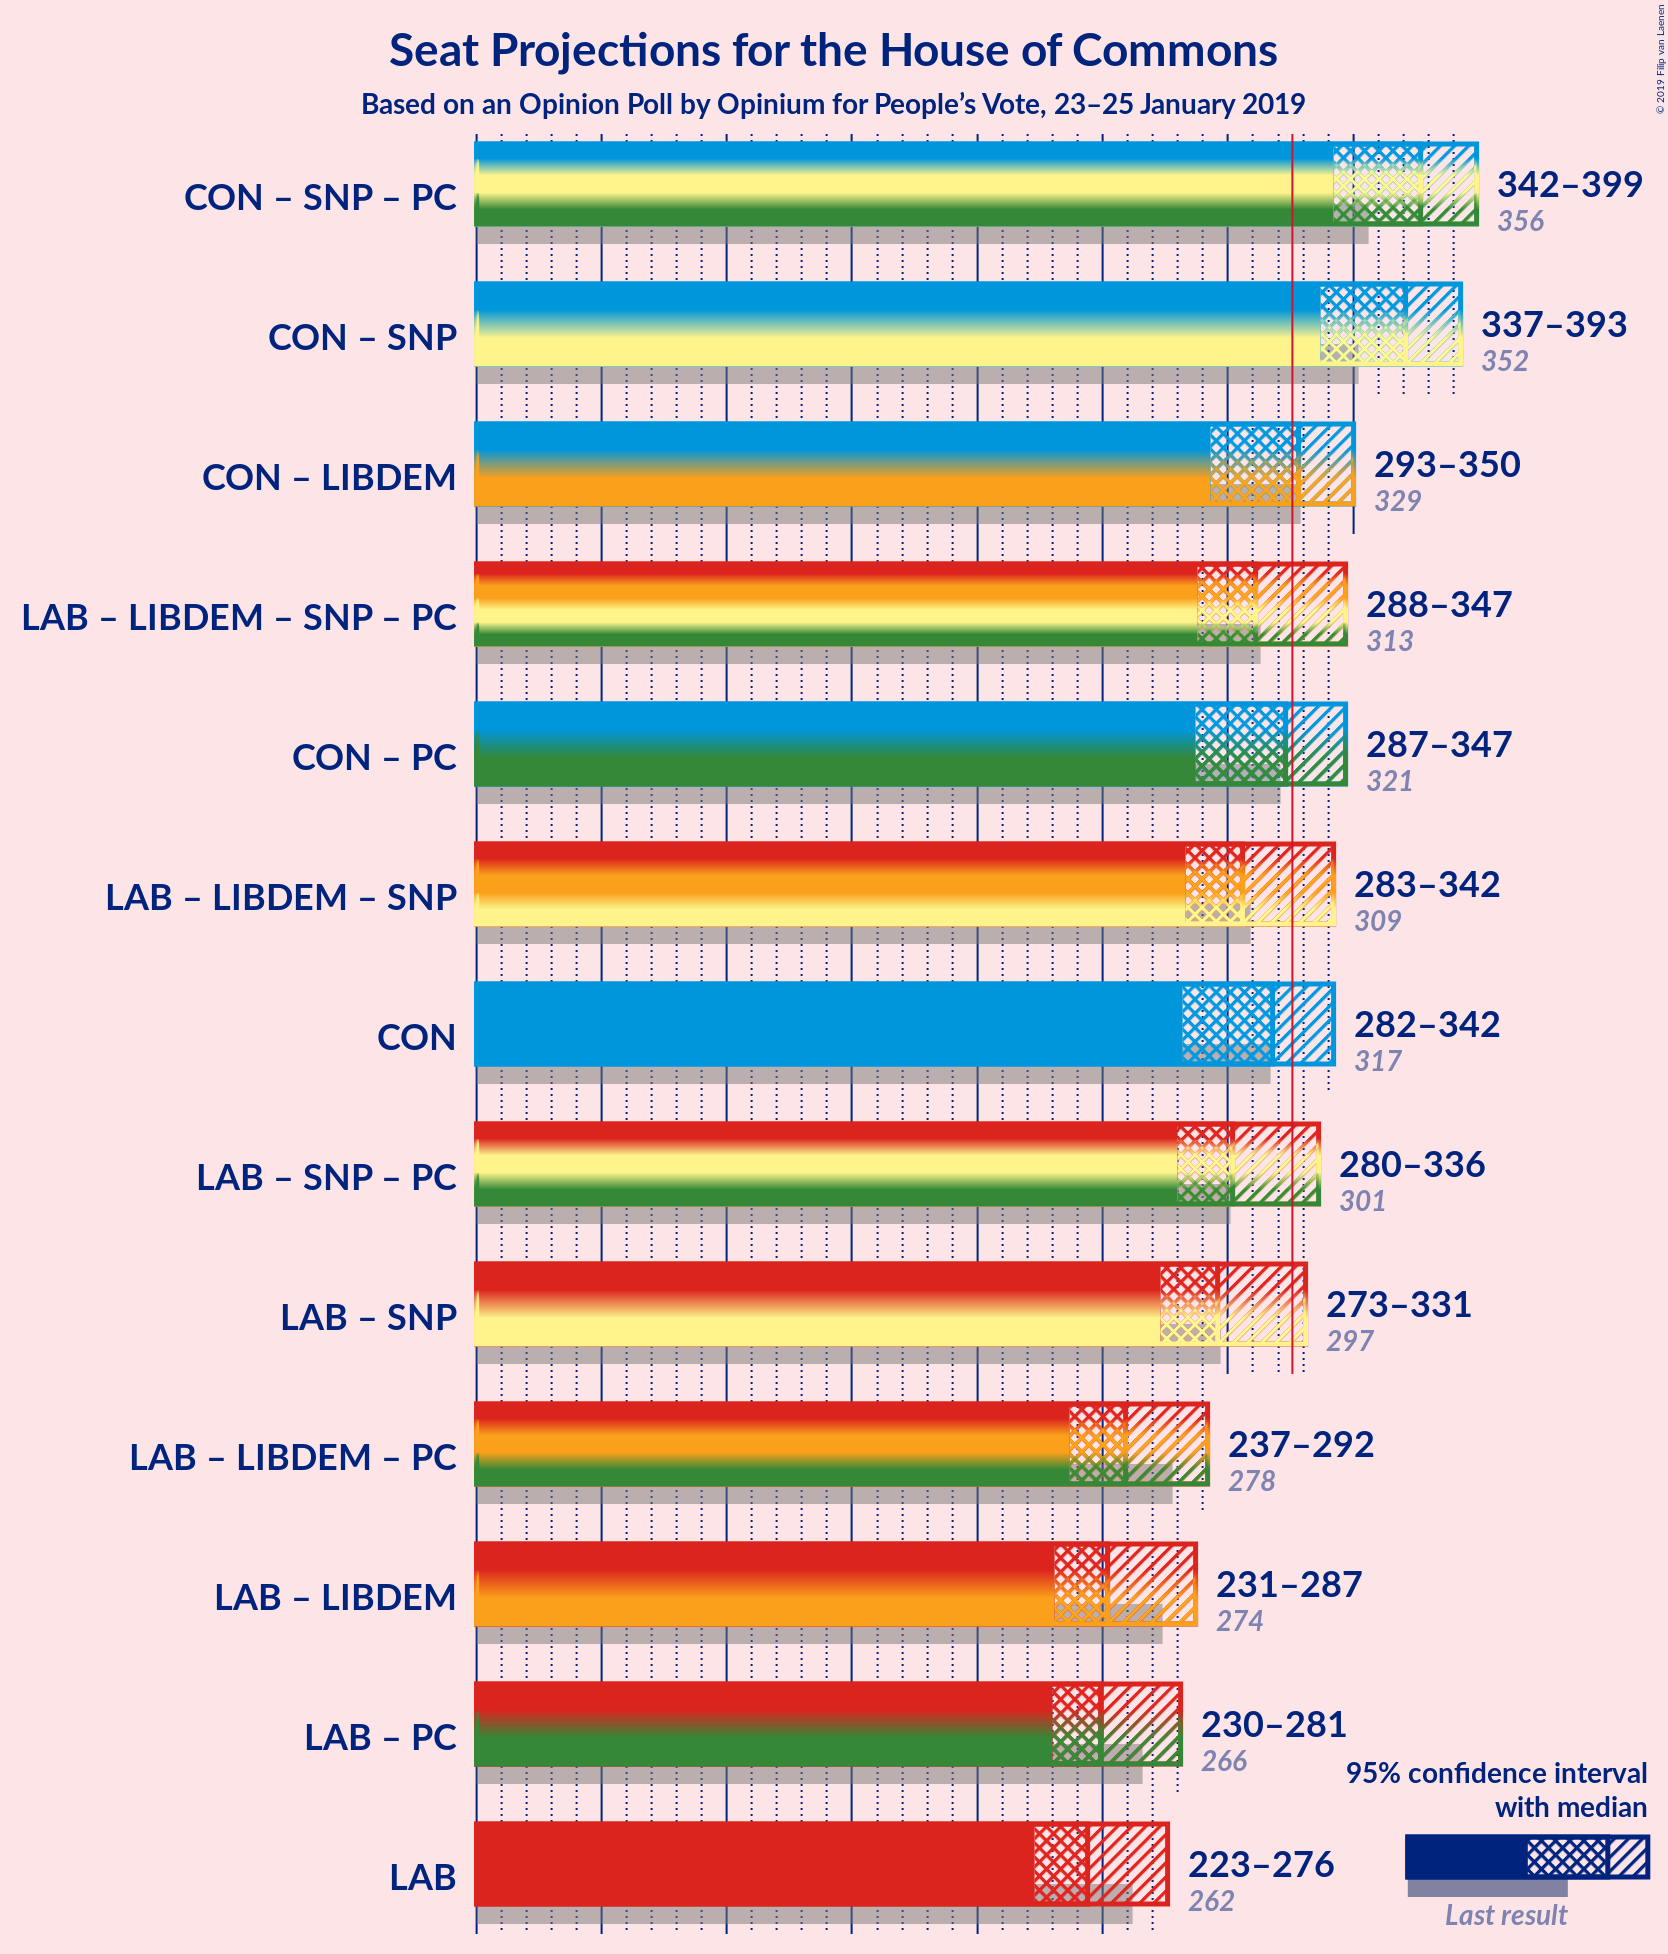 Seat Projections for the House of Commons
Based on an Opinion Poll by Opinium for People’s Vote, 23–25 January 2019
© 2019 Filip van Laenen
CON – SNP – PC
342–399
356
CON – SNP
337–393
352
CON – LIBDEM
293–350
329
LAB – LIBDEM – SNP – PC
288–347
313
CON – PC
287–347
321
LAB – LIBDEM – SNP
283–342
309
CON
282–342
317
LAB – SNP – PC
280–336
301
LAB – SNP
273–331
297
LAB – LIBDEM – PC
237–292
278
LAB – LIBDEM
231–287
274
LAB – PC
230–281
266
LAB
223–276
262
95% confidence interval
with median
Last result